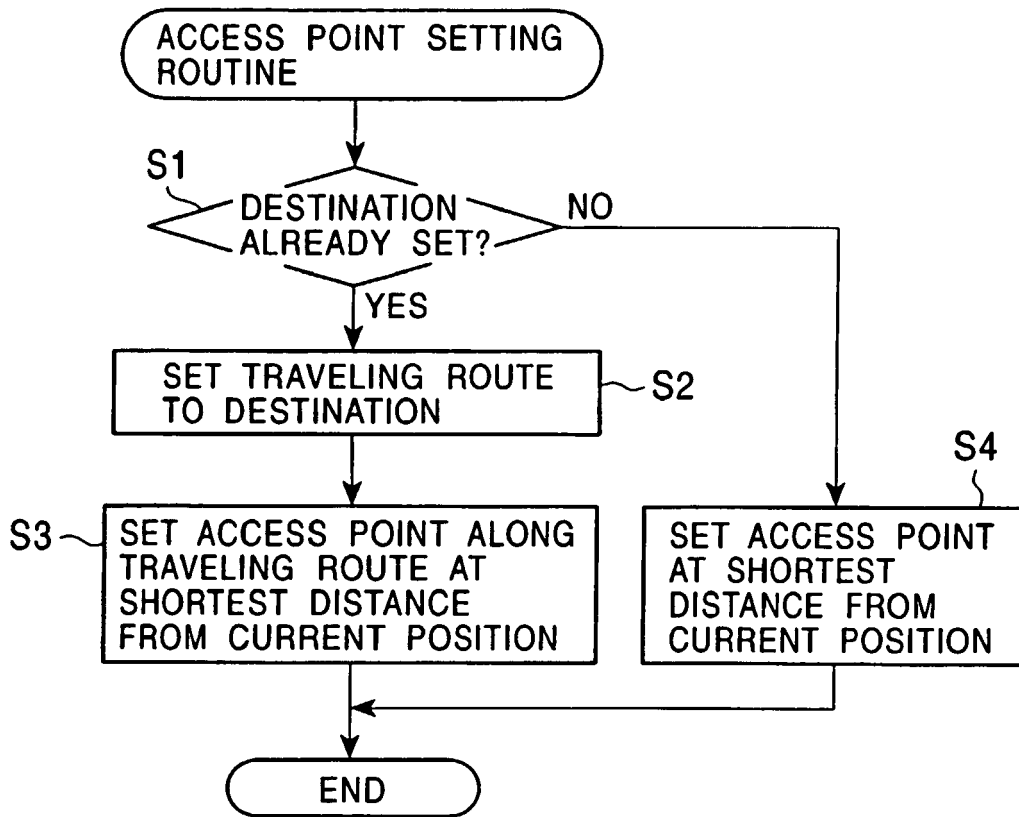 ACCESS POINT SETTING
ROUTINE
S1
DESTINATION
ALREADY SET?
NO
YES
SET TRAVELING ROUTE
TO DESTINATION
S2
S3
SET ACCESS POINT ALONG
TRAVELING ROUTE AT
SHORTEST DISTANCE
FROM CURRENT POSITION
S4
SET ACCESS POINT
AT SHORTEST
DISTANCE FROM
CURRENT POSITION
END